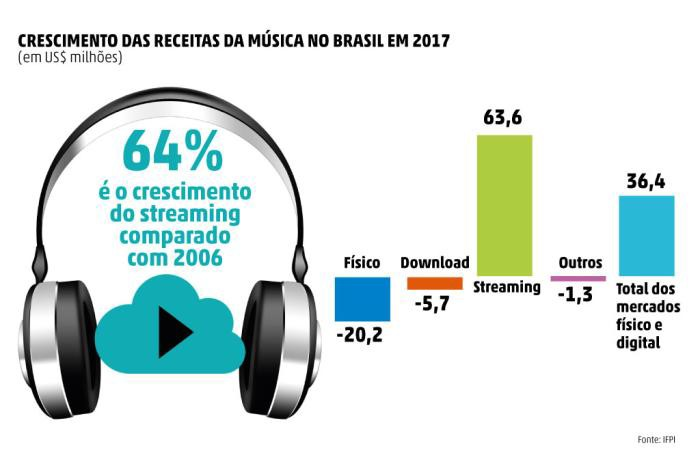 CRESCIMENTO DAS RECEITAS DA MÚSICA NO BRASIL EM 2017
(em US$ milhões)
64%
é o crescimento
do streaming
comparado
com 2006
Físico
-20,2
Download
-5,7
63,6
Streaming
Outros
-1,3
36,4
Total dos
mercados
físico e
digital
Fonte: IFPI